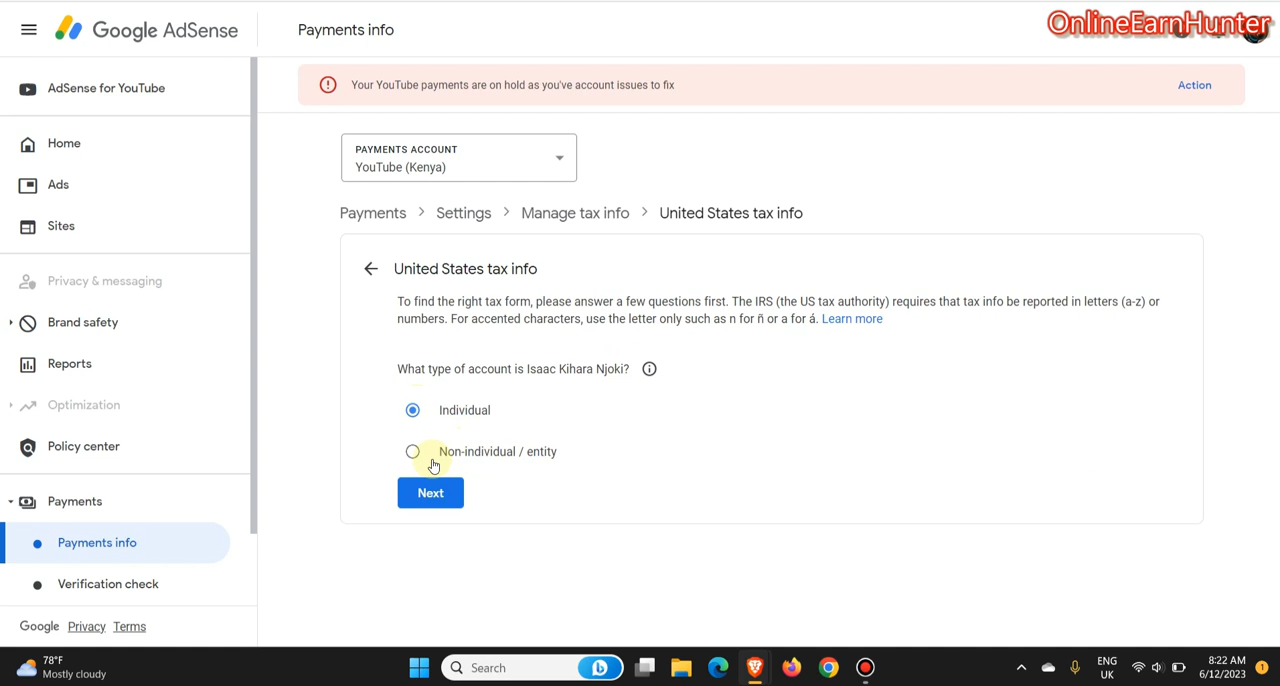 Google AdSense
Payments info
OnlineEarnHunter
AdSense for YouTube
Your YouTube payments are on hold as you've account issues to fix
Action
Home
Ads
Sites
Privacy & messaging
Brand safety
Reports
Optimization
Policy center
Payments
Payments info
Verification check
Google Privacy Terms
PAYMENTS ACCOUNT
YouTube (Kenya)
Payments > Settings > Manage tax info > United States tax info
United States tax info
To find the right tax form, please answer a few questions first. The IRS (the US tax authority) requires that tax info be reported in letters (a-z) or
numbers. For accented characters, use the letter only such as n for ñ or a for á. Learn more
What type of account is Isaac Kihara Njoki?
Individual
Non-individual / entity
Next
78°F
Mostly cloudy
Search
ENG
UK
8:22 AM
6/12/2023
1